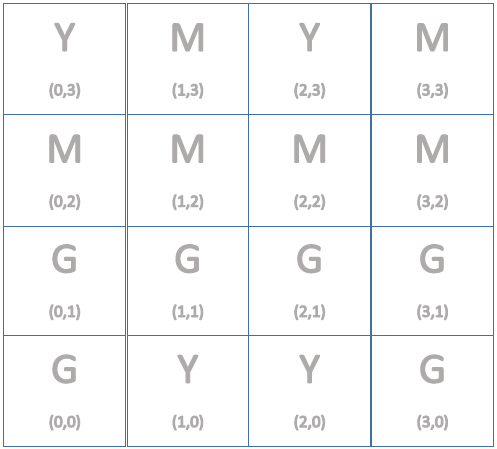 Y M Y M
(0,3) (1,3) (2,3) (3,3)
M M M M
(0,2) (1,2) (2,2) (3,2)
G G G G
(0,1) (1,1) (2,1) (3,1)
G Y Y G
(0,0) (1,0) (2,0) (3,0)